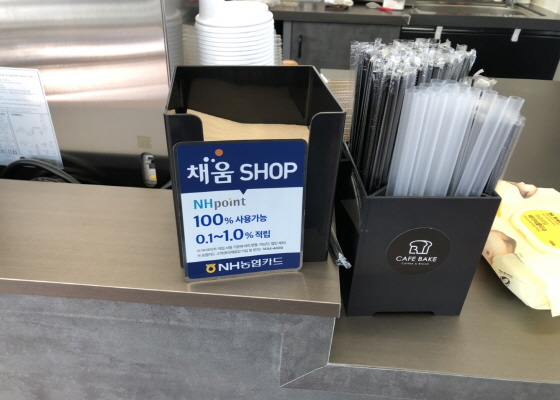 채움 SHOP
NHpoint
100% 사용가능
0.1~1.0% 적립
NH농협카드
CAFE BAKE